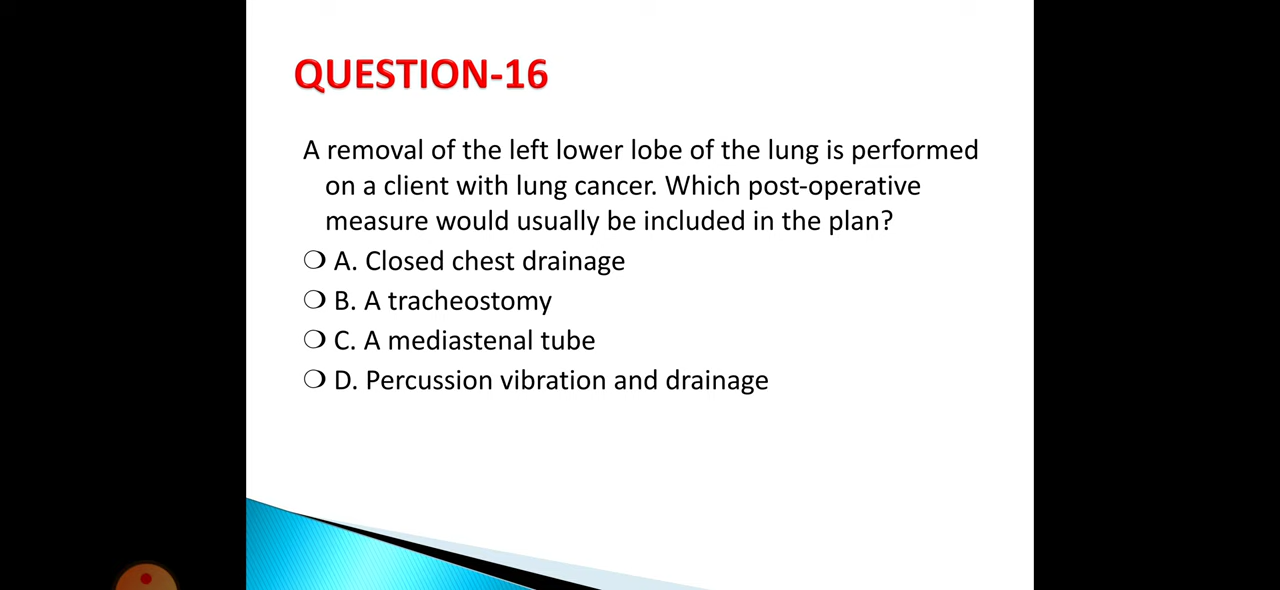 QUESTION-16
A removal of the left lower lobe of the lung is performed
on a client with lung cancer. Which post-operative
measure would usually be included in the plan?
❍ A. Closed chest drainage
❍ B. A tracheostomy
❍ C. A mediastenal tube
❍ D. Percussion vibration and drainage